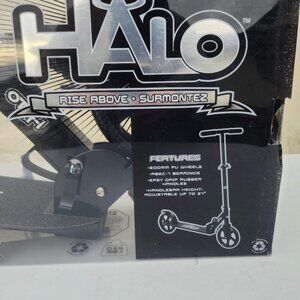 HALO
™
RISE ABOVE • SURMONTEZ
FEATURES
•200MM PU WHEELS
•ABEC-7 BEARINGS
•EASY GRIP RUBBER
HANDLES
•HANDLEBAR HEIGHT:
ADJUSTABLE UP TO 37"